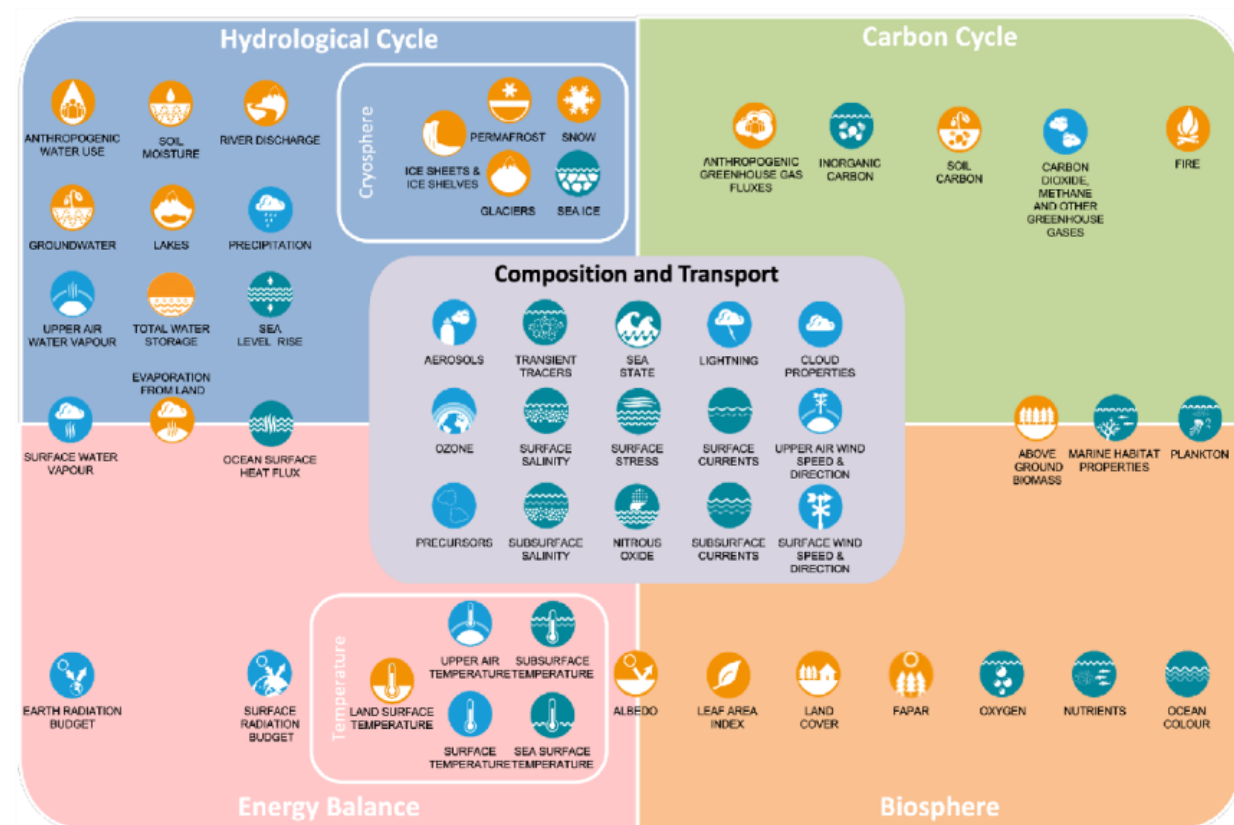 Hydrological Cycle
Carbon Cycle
ANTHROPOGENIC
WATER USE
SOIL
MOISTURE
RIVER DISCHARGE
Cryosphere
ICE SHEETS &
ICE SHELVES
PERMAFROST
SNOW
GLACIERS
SEA ICE
ANTHROPOGENIC
GREENHOUSE GAS
FLUXES
INORGANIC
CARBON
SOIL
CARBON
CARBON
DIOXIDE,
METHANE
AND OTHER
GREENHOUSE
GASES
FIRE
GROUNDWATER
LAKES
PRECIPITATION
UPPER AIR
WATER VAPOUR
TOTAL WATER
STORAGE
SEA
LEVEL RISE
EVAPORATION
FROM LAND
SURFACE WATER
VAPOUR
OCEAN SURFACE
HEAT FLUX
Composition and Transport
AEROSOLS
TRANSIENT
TRACERS
SEA
STATE
LIGHTNING
CLOUD
PROPERTIES
OZONE
SURFACE
SALINITY
SURFACE
STRESS
SURFACE
CURRENTS
UPPER AIR WIND
SPEED &
DIRECTION
PRECURSORS
SUBSURFACE
SALINITY
NITROUS
OXIDE
SUBSURFACE
CURRENTS
SURFACE WIND
SPEED &
DIRECTION
ABOVE
GROUND
BIOMASS
MARINE HABITAT
PROPERTIES
PLANKTON
EARTH RADIATION
BUDGET
SURFACE
RADIATION
BUDGET
Temperature
LAND SURFACE
TEMPERATURE
UPPER AIR
TEMPERATURE
SUBSURFACE
TEMPERATURE
SURFACE
TEMPERATURE
SEA SURFACE
TEMPERATURE
ALBEDO
LEAF AREA
INDEX
LAND
COVER
FAPAR
OXYGEN
NUTRIENTS
OCEAN
COLOUR
Energy Balance
Biosphere